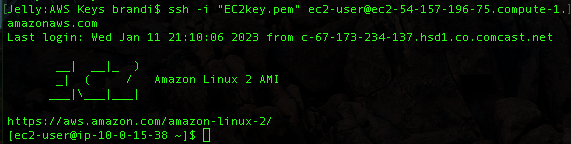 [Jelly:AWS Keys brandi$ ssh -i "EC2key.pem" ec2-user@ec2-54-157-196-75.compute-1.]
amazonaws.com
Last login: Wed Jan 11 21:10:06 2023 from c-67-173-234-137.hsd1.co.comcast.net

       __|  __|_  )
       _|  (     /   Amazon Linux 2 AMI
      ___|\___|___|

https://aws.amazon.com/amazon-linux-2/
[ec2-user@ip-10-0-15-38 ~]$